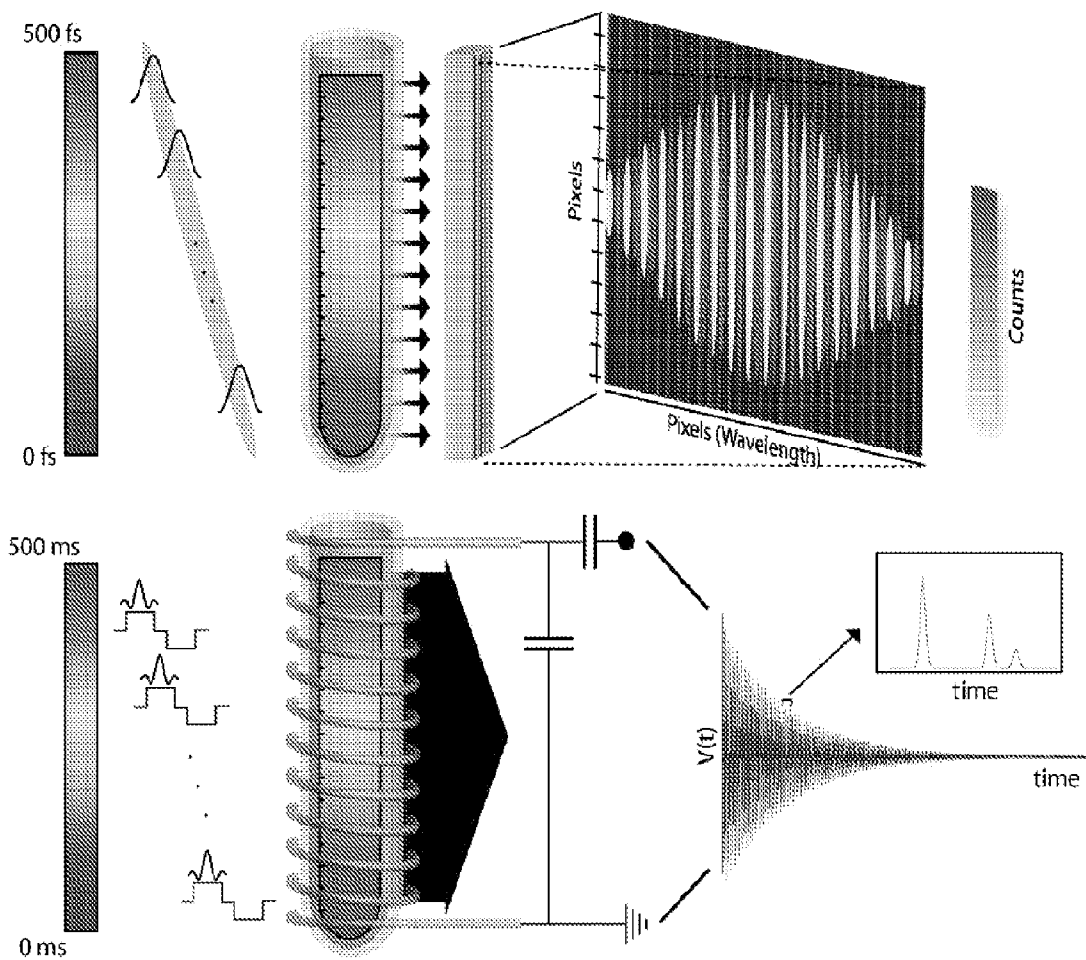 500 fs
0 fs
Pixels
Pixels (Wavelength)
Counts
500 ms
0 ms
V(t)
time
time